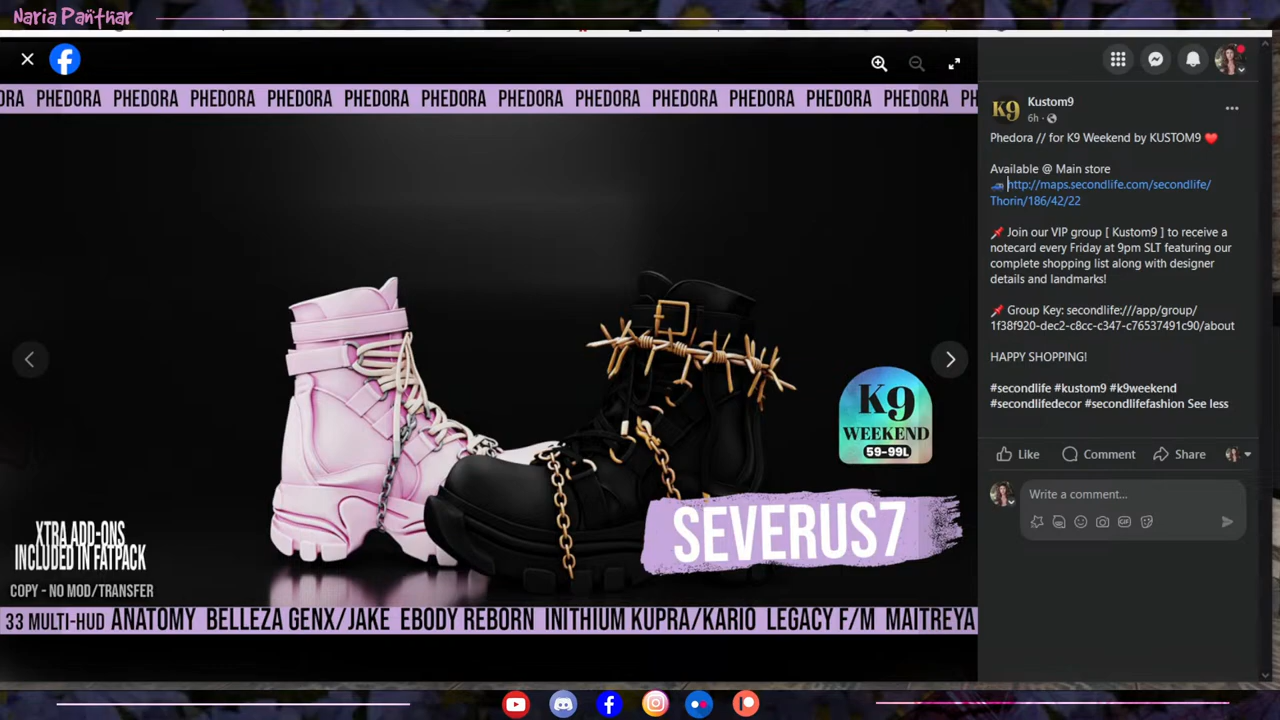 Naria Panthar
ORA PHEDORA PHEDORA PHEDORA PHEDORA PHEDORA PHEDORA PHEDORA PHEDORA PHEDORA PHEDORA PHEDORA PHEDORA PH
K9
WEEKEND
59-99L
SEVERUS7
XTRA ADD-ONS
INCLUDED IN FATPACK
COPY - NO MOD/TRANSFER
33 MULTI-HUD ANATOMY BELLEZA GENX/JAKE EBODY REBORN INITHIUM KUPRA/KARIO LEGACY F/M MAITREYA
K9
Kustom9
6h ·
Phedora // for K9 Weekend by KUSTOM9 ❤️
Available @ Main store
🚙 http://maps.secondlife.com/secondlife/
Thorin/186/42/22
📌 Join our VIP group [ Kustom9 ] to receive a
notecard every Friday at 9pm SLT featuring our
complete shopping list along with designer
details and landmarks!
📌 Group Key: secondlife:///app/group/
1f38f920-dec2-c8cc-c347-c76537491c90/about
HAPPY SHOPPING!
#secondlife #kustom9 #k9weekend
#secondlifedecor #secondlifefashion See less
Like Comment Share
Write a comment...
GIF